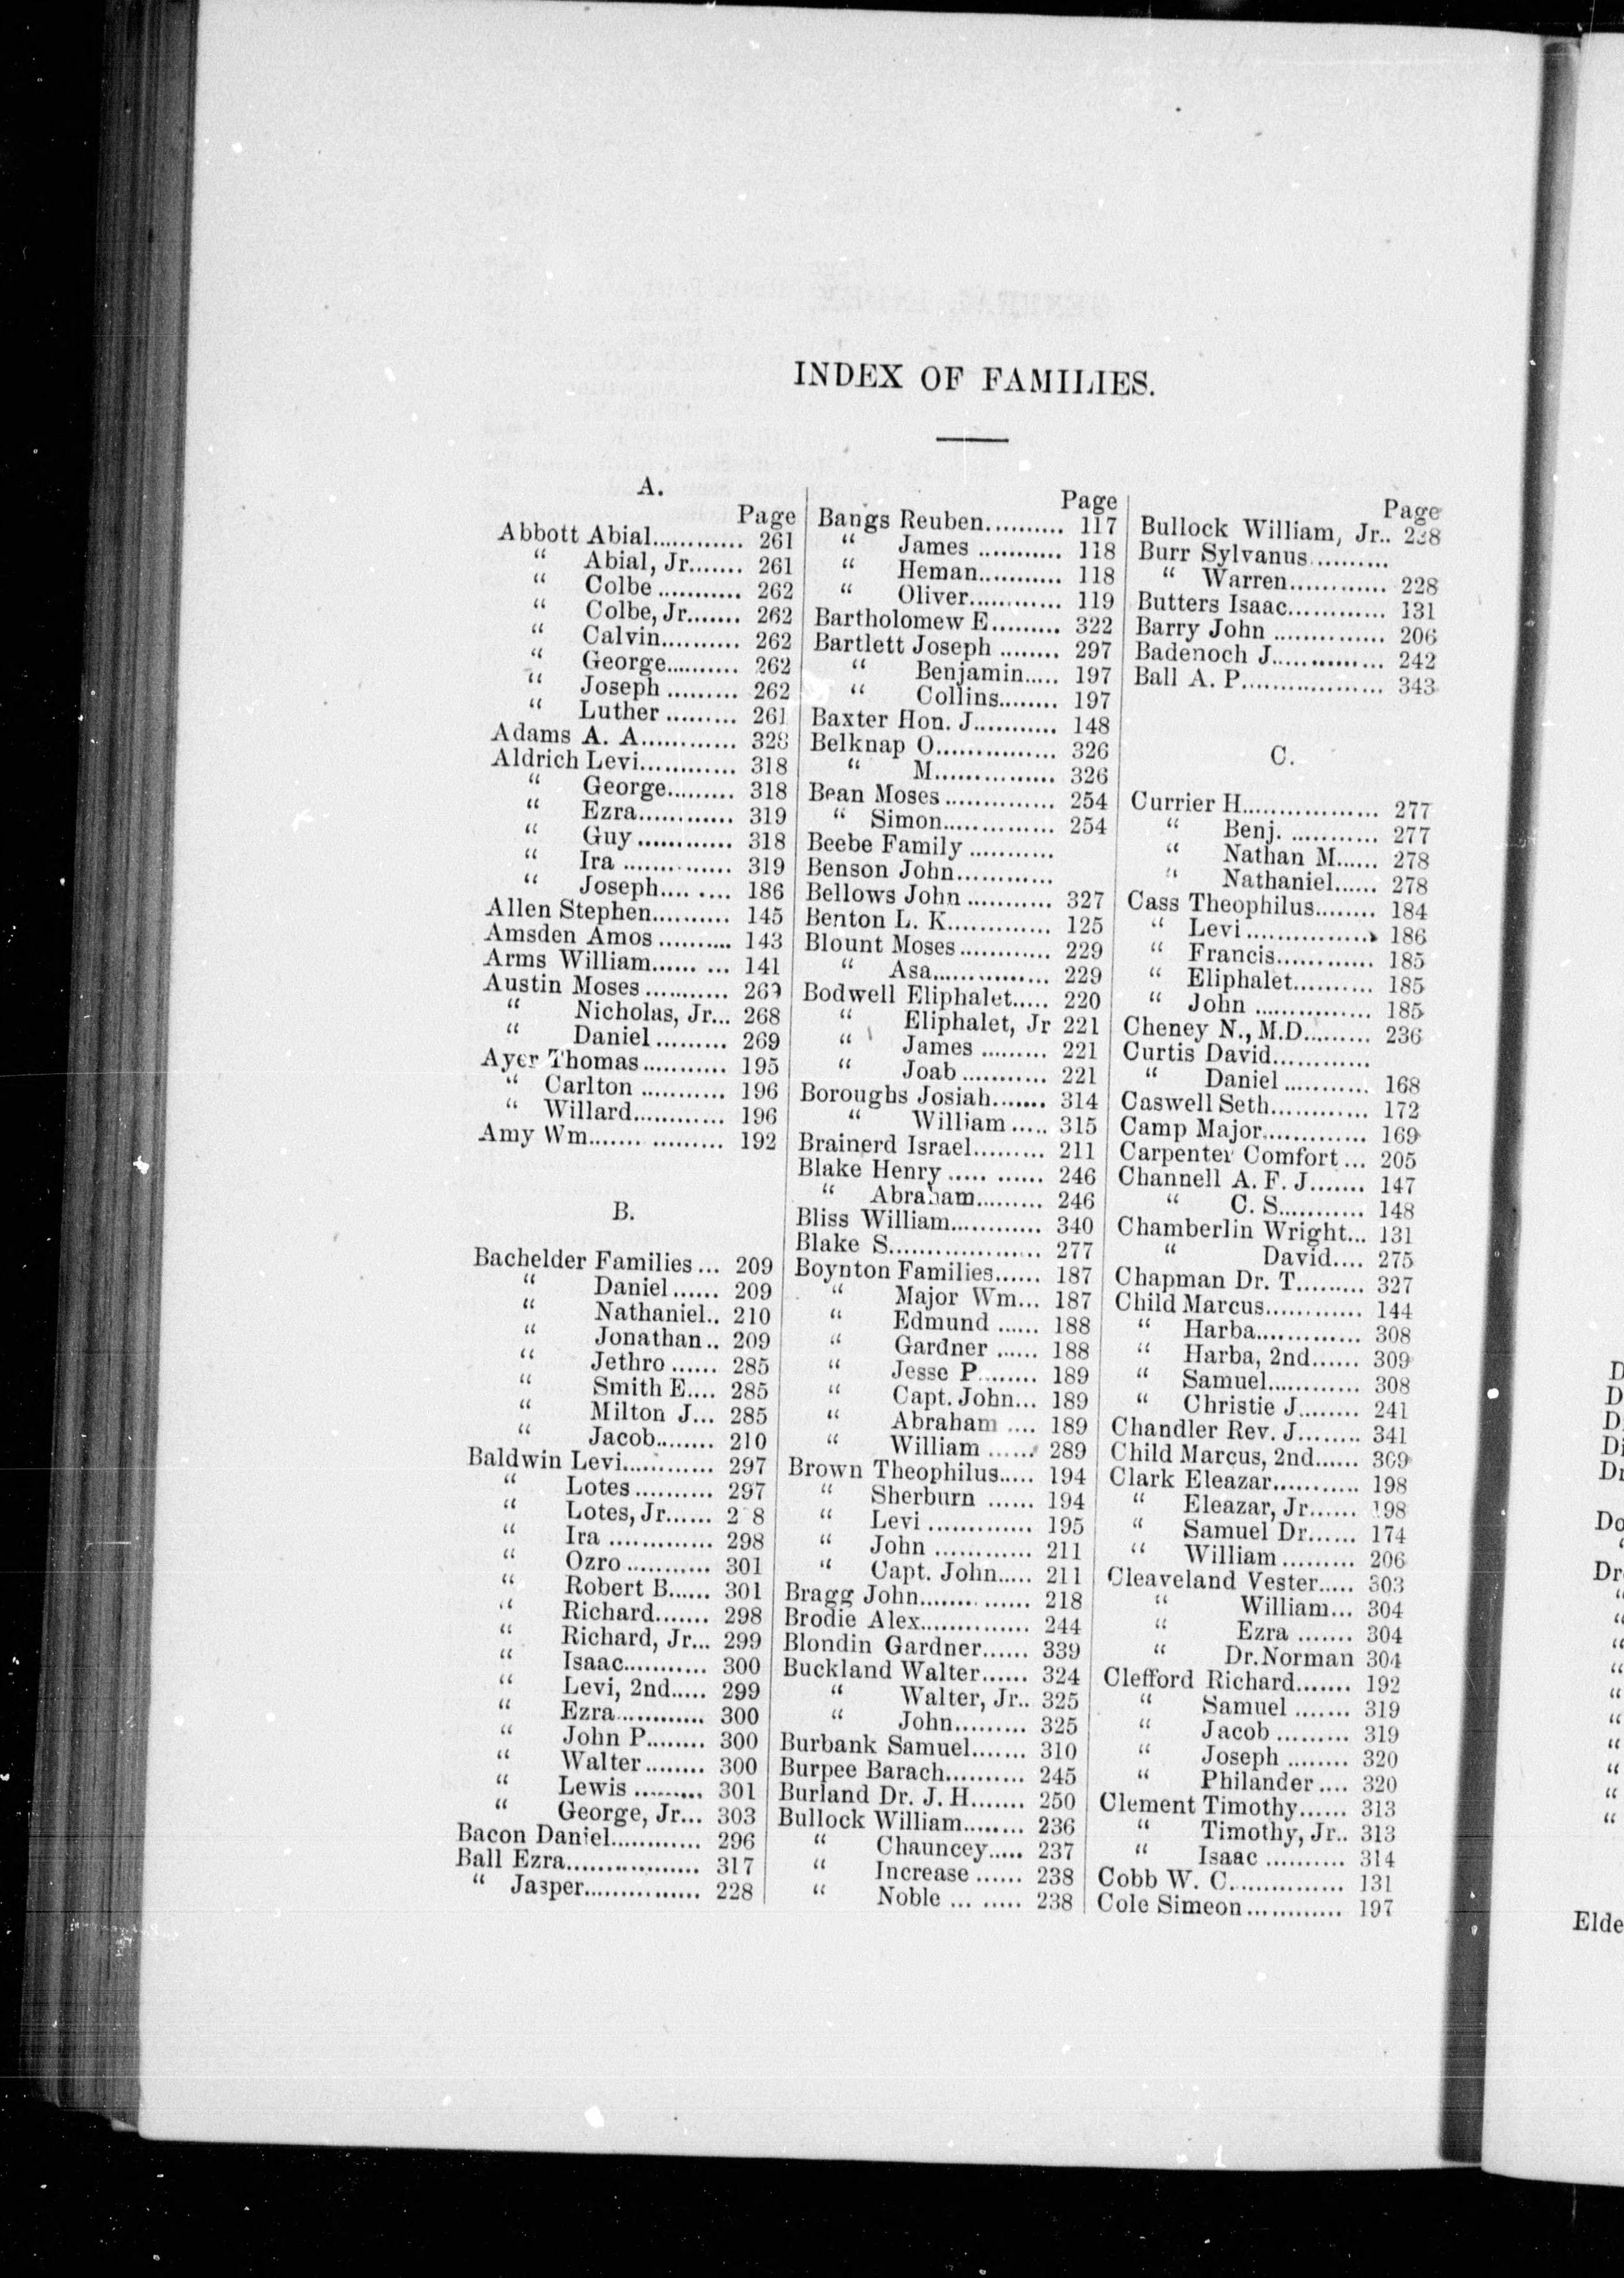 INDEX OF FAMILIES.
A.
Page
Abbott Abial............ 261
“ Abial, Jr....... 261
“ Colbe........... 262
“ Colbe, Jr....... 262
“ Calvin.......... 262
“ George.......... 262
“ Joseph ......... 262
“ Luther ......... 261
Adams A. A............ 328
Aldrich Levi............ 318
“ George......... 318
“ Ezra............ 319
“ Guy ............ 318
“ Ira .............. 319
“ Joseph......... 186
Allen Stephen.......... 145
Amsden Amos .......... 143
Arms William...... ... 141
Austin Moses ........... 269
“ Nicholas, Jr... 268
“ Daniel......... 269
Ayer Thomas........... 195
“ Carlton ........... 196
“ Willard............ 196
Amy Wm....... ......... 192
B.
Bachelder Families... 209
“ Daniel...... 209
“ Nathaniel.. 210
“ Jonathan.. 209
“ Jethro...... 285
“ Smith E.... 285
“ Milton J... 285
“ Jacob........ 210
Baldwin Levi............ 297
“ Lotes.......... 297
“ Lotes, Jr...... 2 8
“ Ira ............. 298
“ Ozro........... 301
“ Robert B...... 301
“ Richard....... 298
“ Richard, Jr... 299
“ Isaac........... 300
“ Levi, 2nd..... 299
“ Ezra............ 300
“ John P........ 300
“ Walter......... 300
“ Lewis ......... 301
“ George, Jr... 303
Bacon Daniel............ 296
Ball Ezra................. 317
“ Jasper............... 228
Page
Bangs Reuben.......... 117
“ James ........... 118
“ Heman........... 118
“ Oliver............ 119
Bartholomew E......... 322
Bartlett Joseph ........ 297
“ Benjamin..... 197
“ Collins........ 197
Baxter Hon. J........... 148
Belknap O............... 326
“ M............... 326
Bean Moses.............. 254
“ Simon.............. 254
Beebe Family ...........
Benson John............
Bellows John ........... 327
Benton L. K............. 125
Blount Moses............ 229
“ Asa............... 229
Bodwell Eliphalet..... 220
“ Eliphalet, Jr 221
“ James ......... 221
“ Joab........... 221
Boroughs Josiah....... 314
“ William..... 315
Brainerd Israel......... 211
Blake Henry ..... ...... 246
“ Abraham......... 246
Bliss William............ 340
Blake S.................... 277
Boynton Families...... 187
“ Major Wm... 187
“ Edmund ...... 188
“ Gardner ...... 188
“ Jesse P........ 189
“ Capt. John... 189
“ Abraham .... 189
“ William ...... 289
Brown Theophilus..... 194
“ Sherburn ...... 194
“ Levi ............. 195
“ John ............ 211
“ Capt. John..... 211
Bragg John.............. 218
Brodie Alex.............. 244
Blondin Gardner...... 339
Buckland Walter...... 324
“ Walter, Jr.. 325
“ John......... 325
Burbank Samuel....... 310
Burpee Barach.......... 245
Burland Dr. J. H....... 250
Bullock William........ 236
“ Chauncey..... 237
“ Increase ...... 238
“ Noble ... ..... 238
Page
Bullock William, Jr.. 238
Burr Sylvanus..........
“ Warren............ 228
Butters Isaac............ 131
Barry John .............. 206
Badenoch J............... 242
Ball A. P.................. 343
C.
Currier H................. 277
“ Benj. ............ 277
“ Nathan M...... 278
“ Nathaniel...... 278
Cass Theophilus........ 184
“ Levi................ 186
“ Francis............ 185
“ Eliphalet.......... 185
“ John ............... 185
Cheney N., M.D......... 236
Curtis David............
“ Daniel ........... 168
Caswell Seth............ 172
Camp Major............. 169
Carpenter Comfort... 205
Channell A. F. J....... 147
“ C. S........... 148
Chamberlin Wright... 131
“ David.... 275
Chapman Dr. T......... 327
Child Marcus............ 144
“ Harba............. 308
“ Harba, 2nd...... 309
“ Samuel............ 308
“ Christie J........ 241
Chandler Rev. J........ 341
Child Marcus, 2nd...... 309
Clark Eleazar........... 198
“ Eleazar, Jr...... 198
“ Samuel Dr...... 174
“ William......... 206
Cleaveland Vester..... 303
“ William... 304
“ Ezra ....... 304
“ Dr. Norman 304
Clefford Richard....... 192
“ Samuel ....... 319
“ Jacob ......... 319
“ Joseph ........ 320
“ Philander.... 320
Clement Timothy...... 313
“ Timothy, Jr.. 313
“ Isaac .......... 314
Cobb W. C............... 131
Cole Simeon............ 197
D
D
D
Di
Do
Dr
Elde